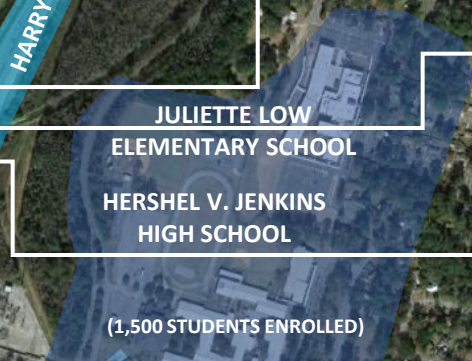 HARRY
JULIETTE LOW
ELEMENTARY SCHOOL
HERSHEL V. JENKINS
HIGH SCHOOL
(1,500 STUDENTS ENROLLED)